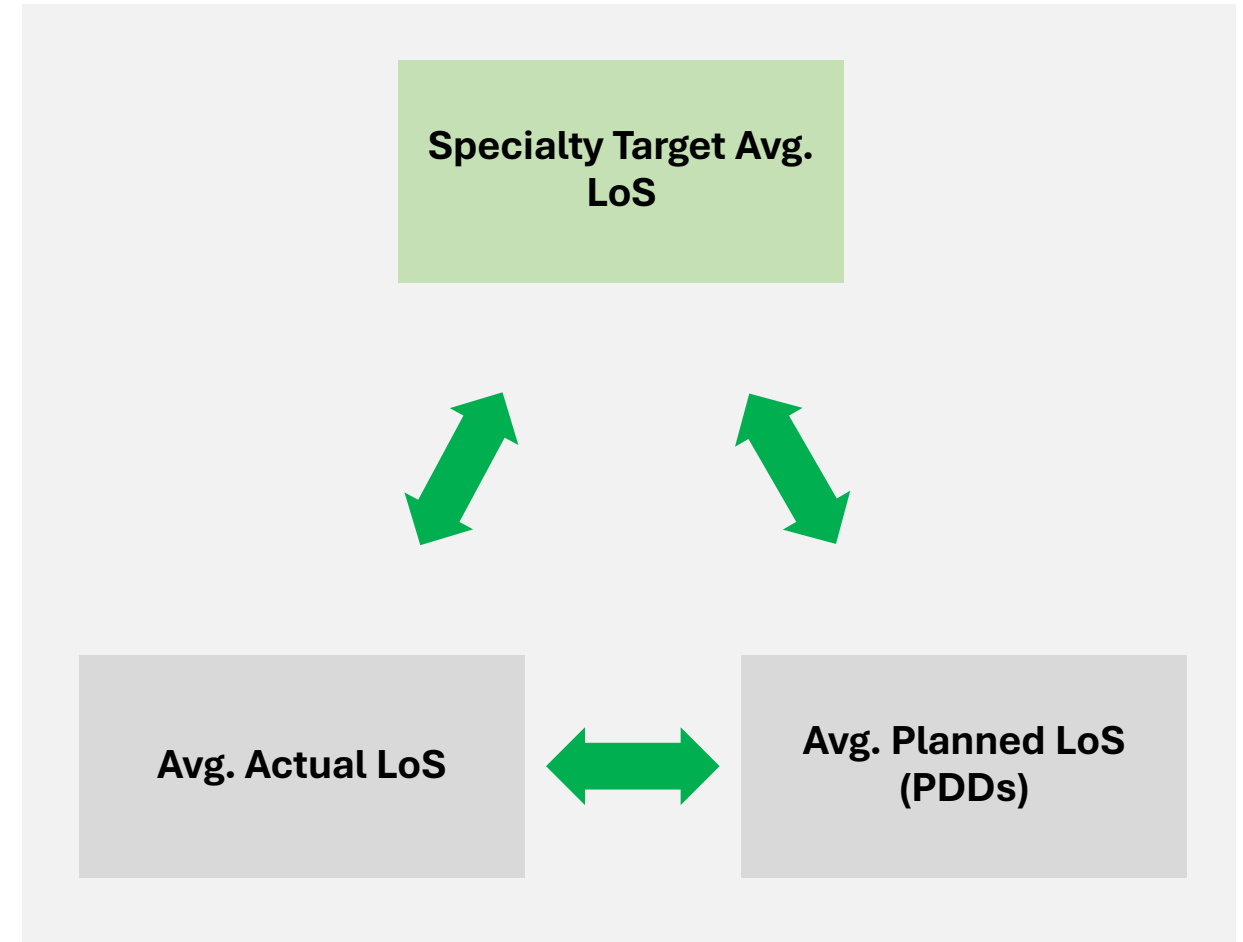 Specialty Target Avg.
LoS
Avg. Actual LoS
Avg. Planned LoS
(PDDs)